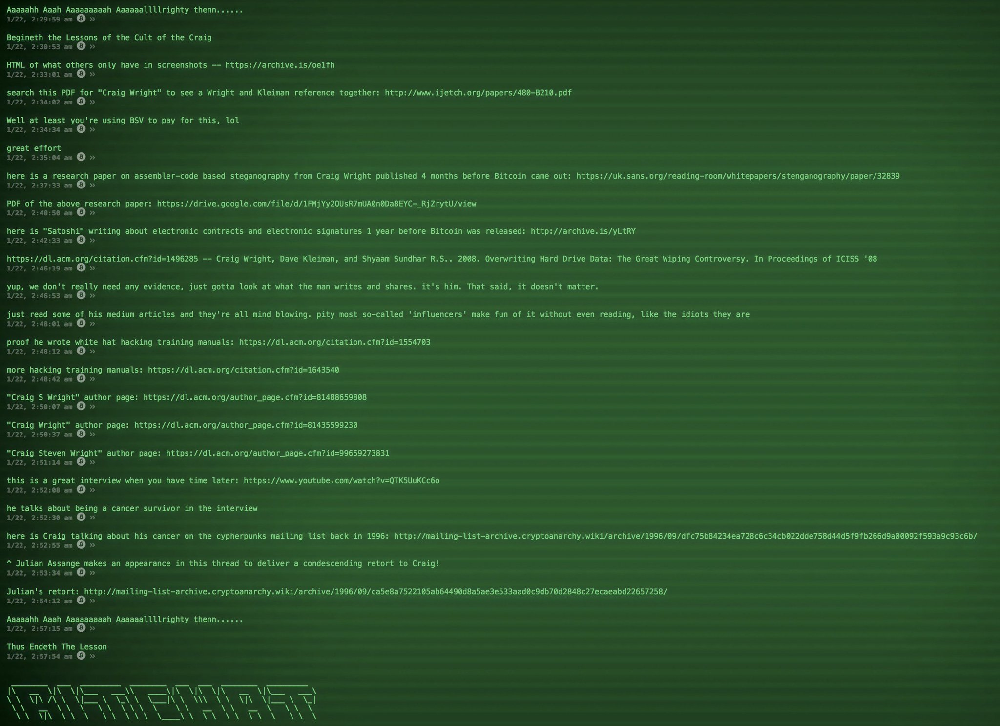 Aaaaahh Aaah Aaaaaaaaah Aaaaaallllrighty thenn......
1/22, 2:29:59 am »
Begineth the Lessons of the Cult of the Craig
1/22, 2:30:53 am »
HTML of what others only have in screenshots -- https://archive.is/oe1fh
1/22, 2:33:01 am »
search this PDF for "Craig Wright" to see a Wright and Kleiman reference together: http://www.ijetch.org/papers/480-B210.pdf
1/22, 2:34:02 am »
Well at least you're using BSV to pay for this, lol
1/22, 2:34:34 am »
great effort
1/22, 2:35:04 am »
here is a research paper on assembler-code based steganography from Craig Wright published 4 months before Bitcoin came out: https://uk.sans.org/reading-room/whitepapers/stenganography/paper/32839
1/22, 2:37:33 am »
PDF of the above research paper: https://drive.google.com/file/d/1FMjYy2QUsR7mUA0n0Da8EYC-_RjZrytU/view
1/22, 2:40:50 am »
here is "Satoshi" writing about electronic contracts and electronic signatures 1 year before Bitcoin was released: http://archive.is/yLtRY
1/22, 2:42:33 am »
https://dl.acm.org/citation.cfm?id=1496285 -- Craig Wright, Dave Kleiman, and Shyaam Sundhar R.S.. 2008. Overwriting Hard Drive Data: The Great Wiping Controversy. In Proceedings of ICISS '08
1/22, 2:46:19 am »
yup, we don't really need any evidence, just gotta look at what the man writes and shares. it's him. That said, it doesn't matter.
1/22, 2:46:53 am »
just read some of his medium articles and they're all mind blowing. pity most so-called 'influencers' make fun of it without even reading, like the idiots they are
1/22, 2:48:01 am »
proof he wrote white hat hacking training manuals: https://dl.acm.org/citation.cfm?id=1554703
1/22, 2:48:12 am »
more hacking training manuals: https://dl.acm.org/citation.cfm?id=1643540
1/22, 2:48:42 am »
"Craig S Wright" author page: https://dl.acm.org/author_page.cfm?id=81488659808
1/22, 2:50:07 am »
"Craig Wright" author page: https://dl.acm.org/author_page.cfm?id=81435599230
1/22, 2:50:37 am »
"Craig Steven Wright" author page: https://dl.acm.org/author_page.cfm?id=99659273831
1/22, 2:51:14 am »
this is a great interview when you have time later: https://www.youtube.com/watch?v=QTK5UuKCc6o
1/22, 2:52:08 am »
he talks about being a cancer survivor in the interview
1/22, 2:52:30 am »
here is Craig talking about his cancer on the cypherpunks mailing list back in 1996: http://mailing-list-archive.cryptoanarchy.wiki/archive/1996/09/dfc75b84234ea728c6c34cb022dde758d44d5f9fb266d9a00092f593a9c93c6b/
1/22, 2:52:55 am »
^ Julian Assange makes an appearance in this thread to deliver a condescending retort to Craig!
1/22, 2:53:34 am »
Julian's retort: http://mailing-list-archive.cryptoanarchy.wiki/archive/1996/09/ca5e8a7522105ab64490d8a5ae3e533aad0c9db70d2848c27ecaeabd22657258/
1/22, 2:54:12 am »
Aaaaahh Aaah Aaaaaaaaah Aaaaaallllrighty thenn......
1/22, 2:57:15 am »
Thus Endeth The Lesson
1/22, 2:57:54 am »
BITCHAT